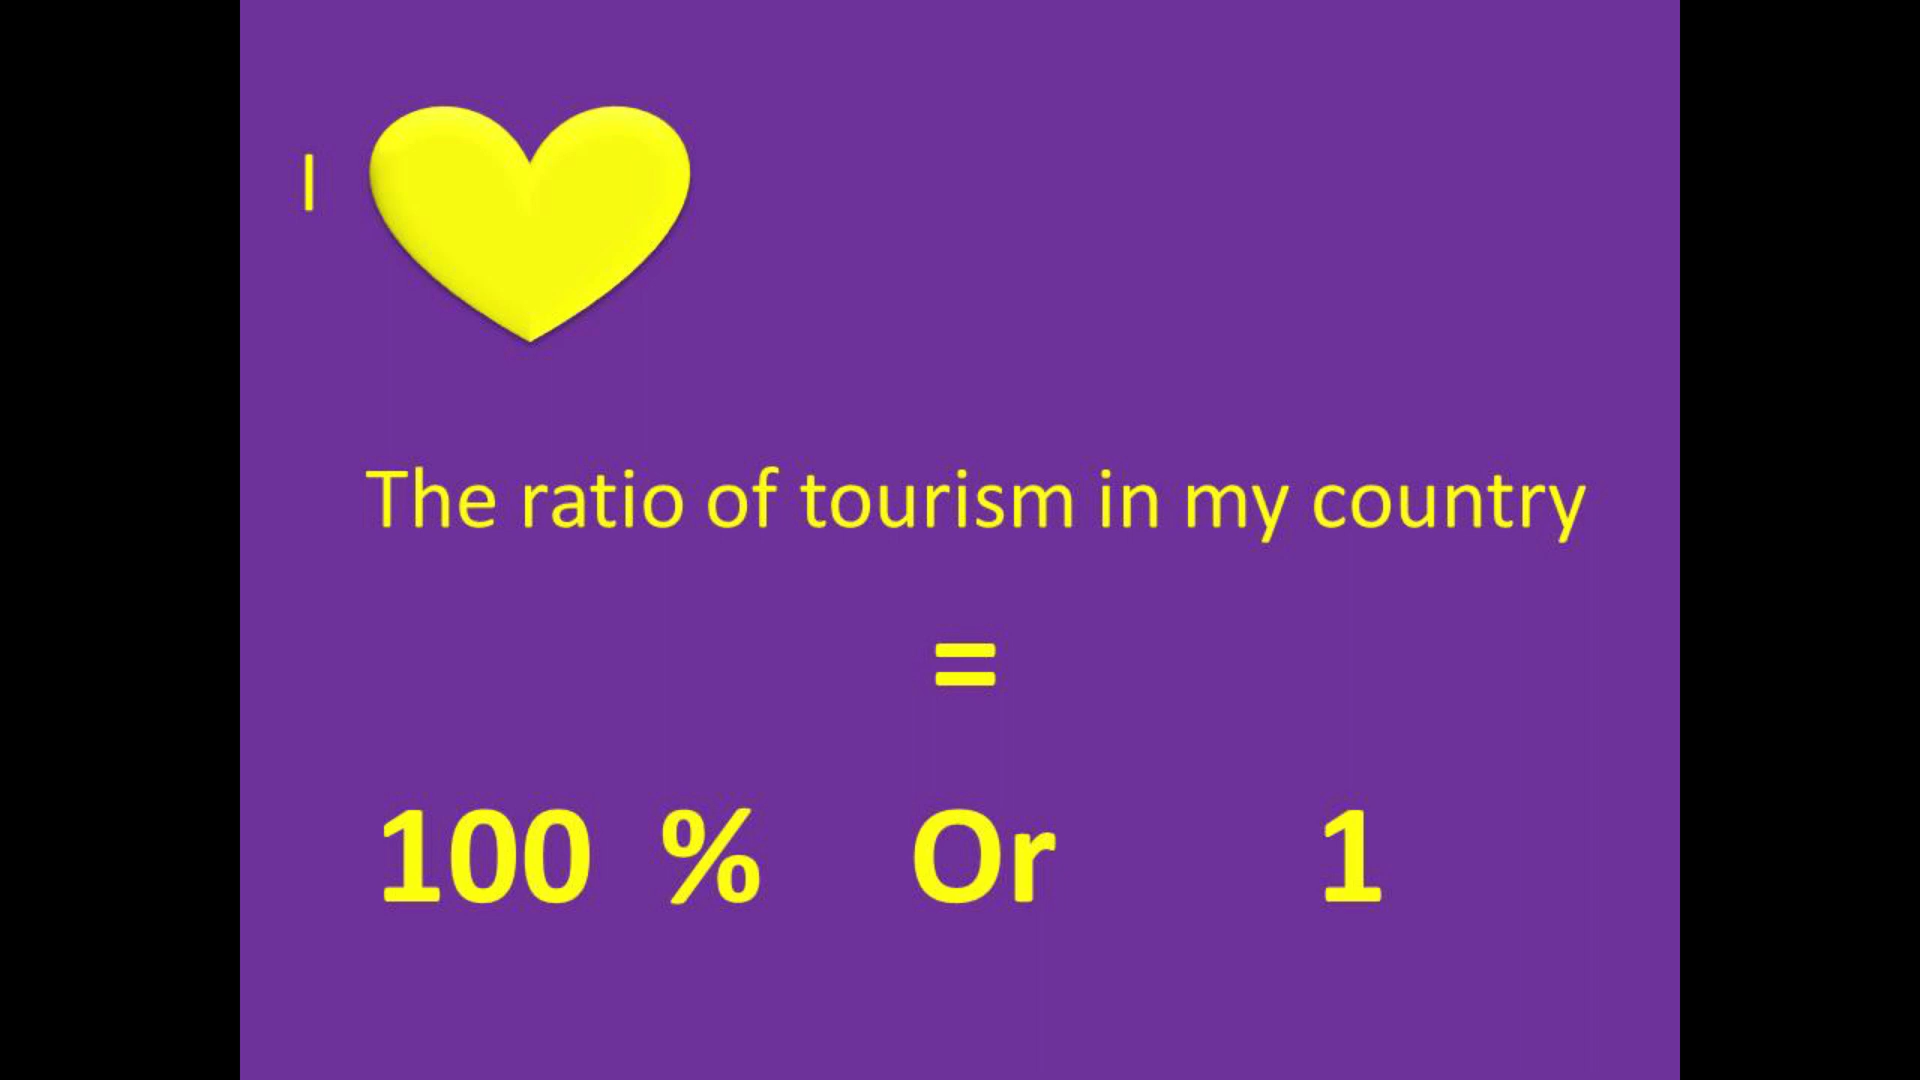 I
The ratio of tourism in my country
=
100 % Or 1